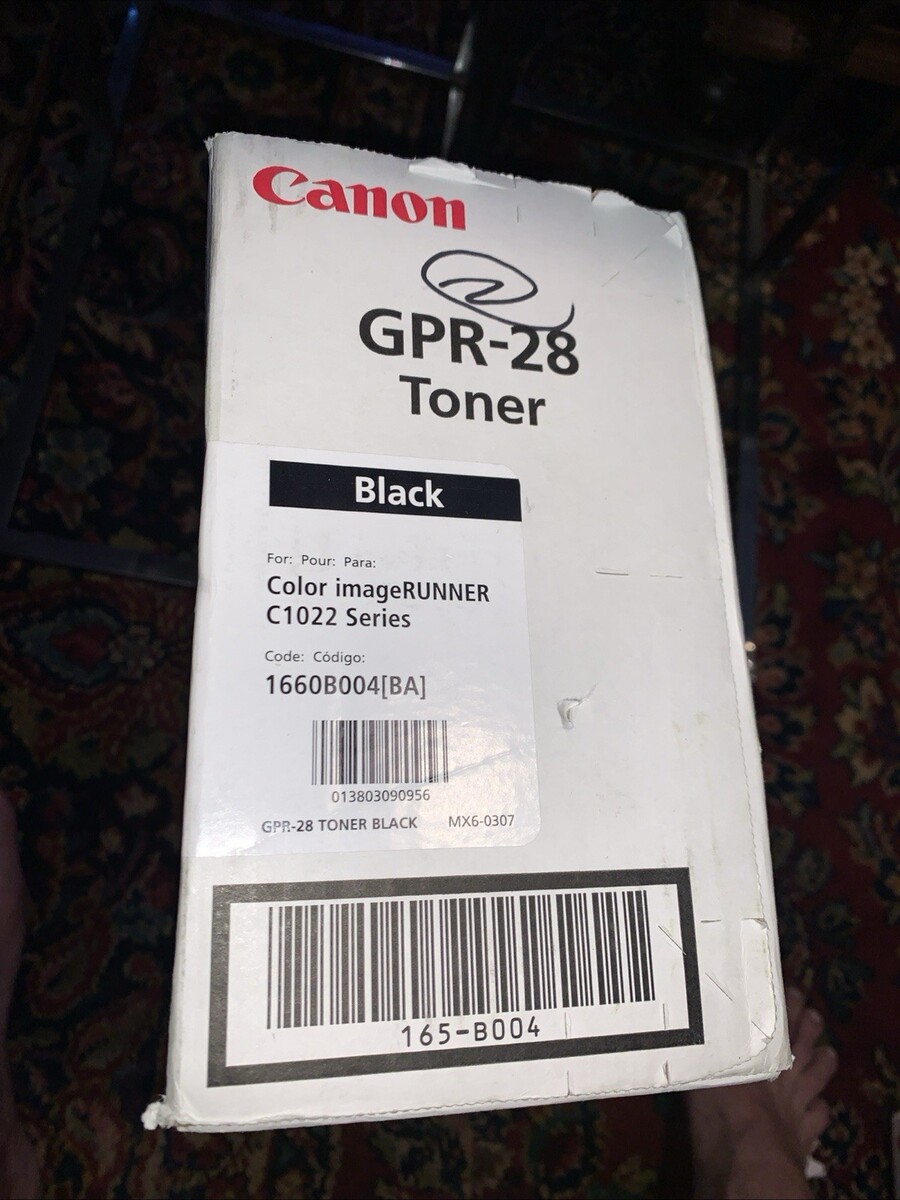 Canon
2
GPR-28
Toner
Black
For: Pour: Para:
Color imageRUNNER
C1022 Series
Code: Código:
1660B004[BA]
013803090956
GPR-28 TONER BLACK MX6-0307
165-B004